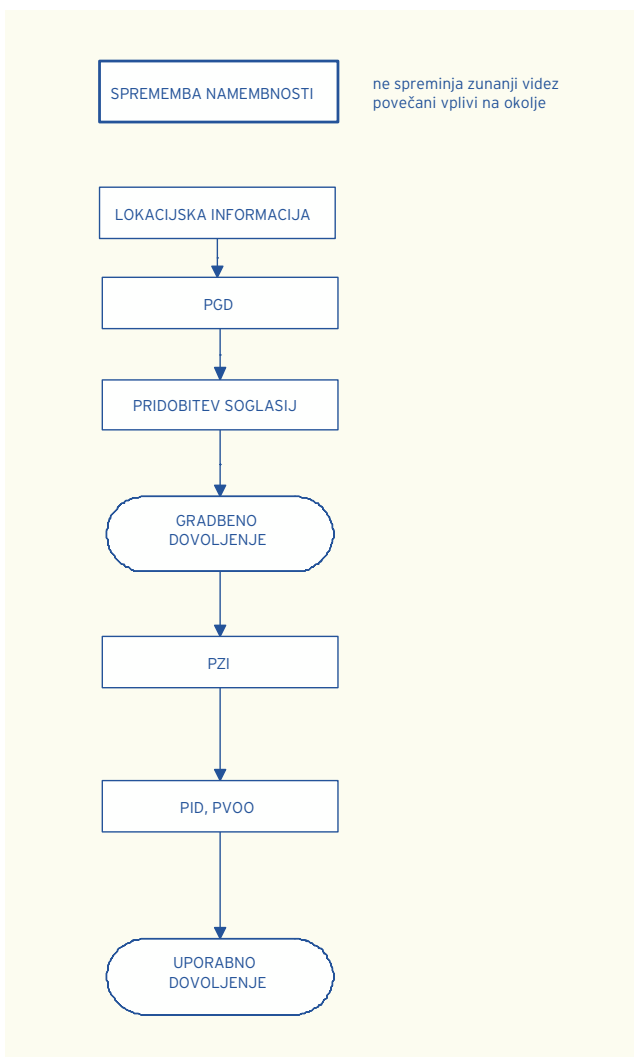 SPREMEMBA NAMEMBNOSTI
ne spreminja zunanji videz
povečani vplivi na okolje
LOKACIJSKA INFORMACIJA
PGD
PRIDOBITEV SOGLASIJ
GRADBENO
DOVOLJENJE
PZI
PID, PVOO
UPORABNO
DOVOLJENJE